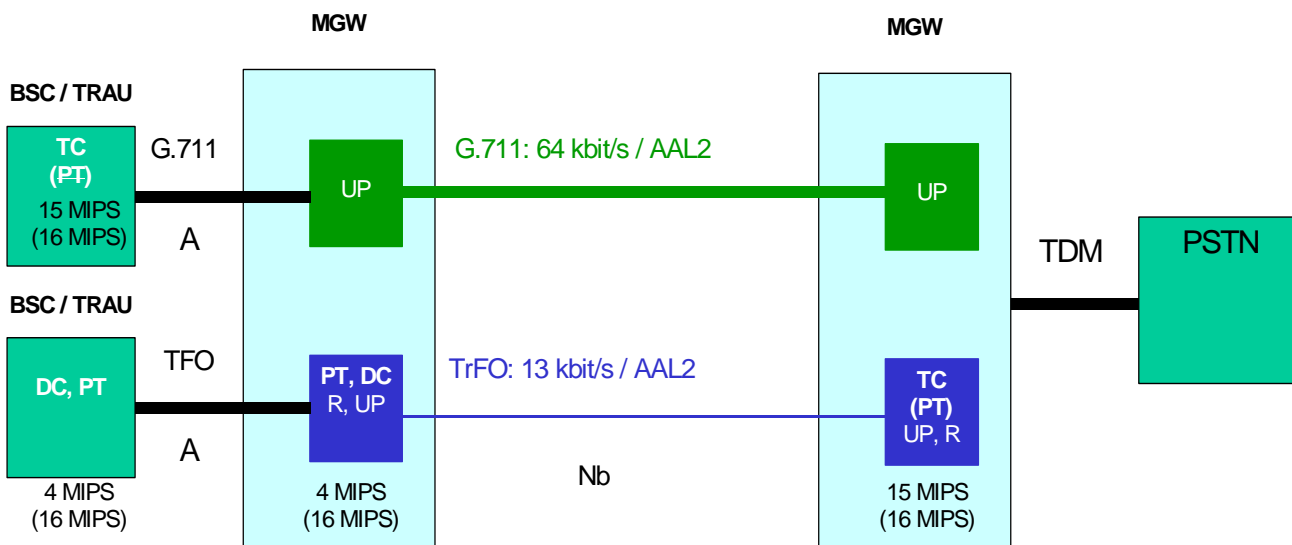 MGW
MGW
BSC / TRAU
TC
(PT)
15 MIPS
(16 MIPS)
G.711
A
UP
G.711: 64 kbit/s / AAL2
UP
TDM
PSTN
BSC / TRAU
DC, PT
4 MIPS
(16 MIPS)
TFO
A
PT, DC
R, UP
4 MIPS
(16 MIPS)
TrFO: 13 kbit/s / AAL2
Nb
TC
(PT)
UP, R
15 MIPS
(16 MIPS)